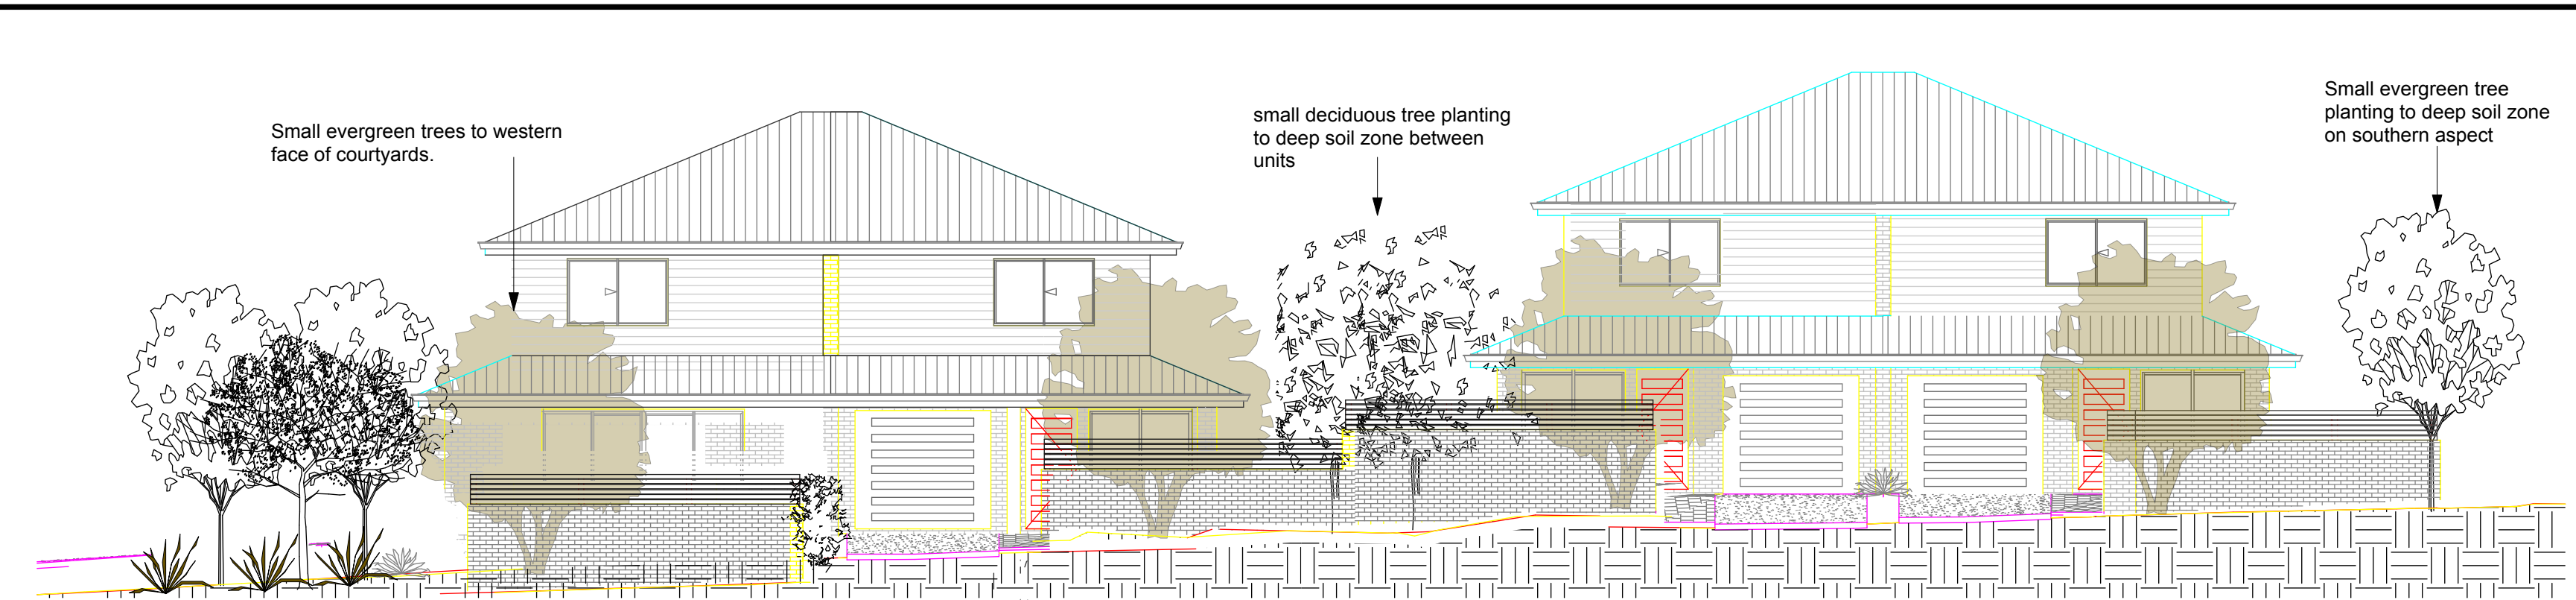 Small evergreen trees to western
face of courtyards.
small deciduous tree planting
to deep soil zone between
units
Small evergreen tree
planting to deep soil zone
on southern aspect